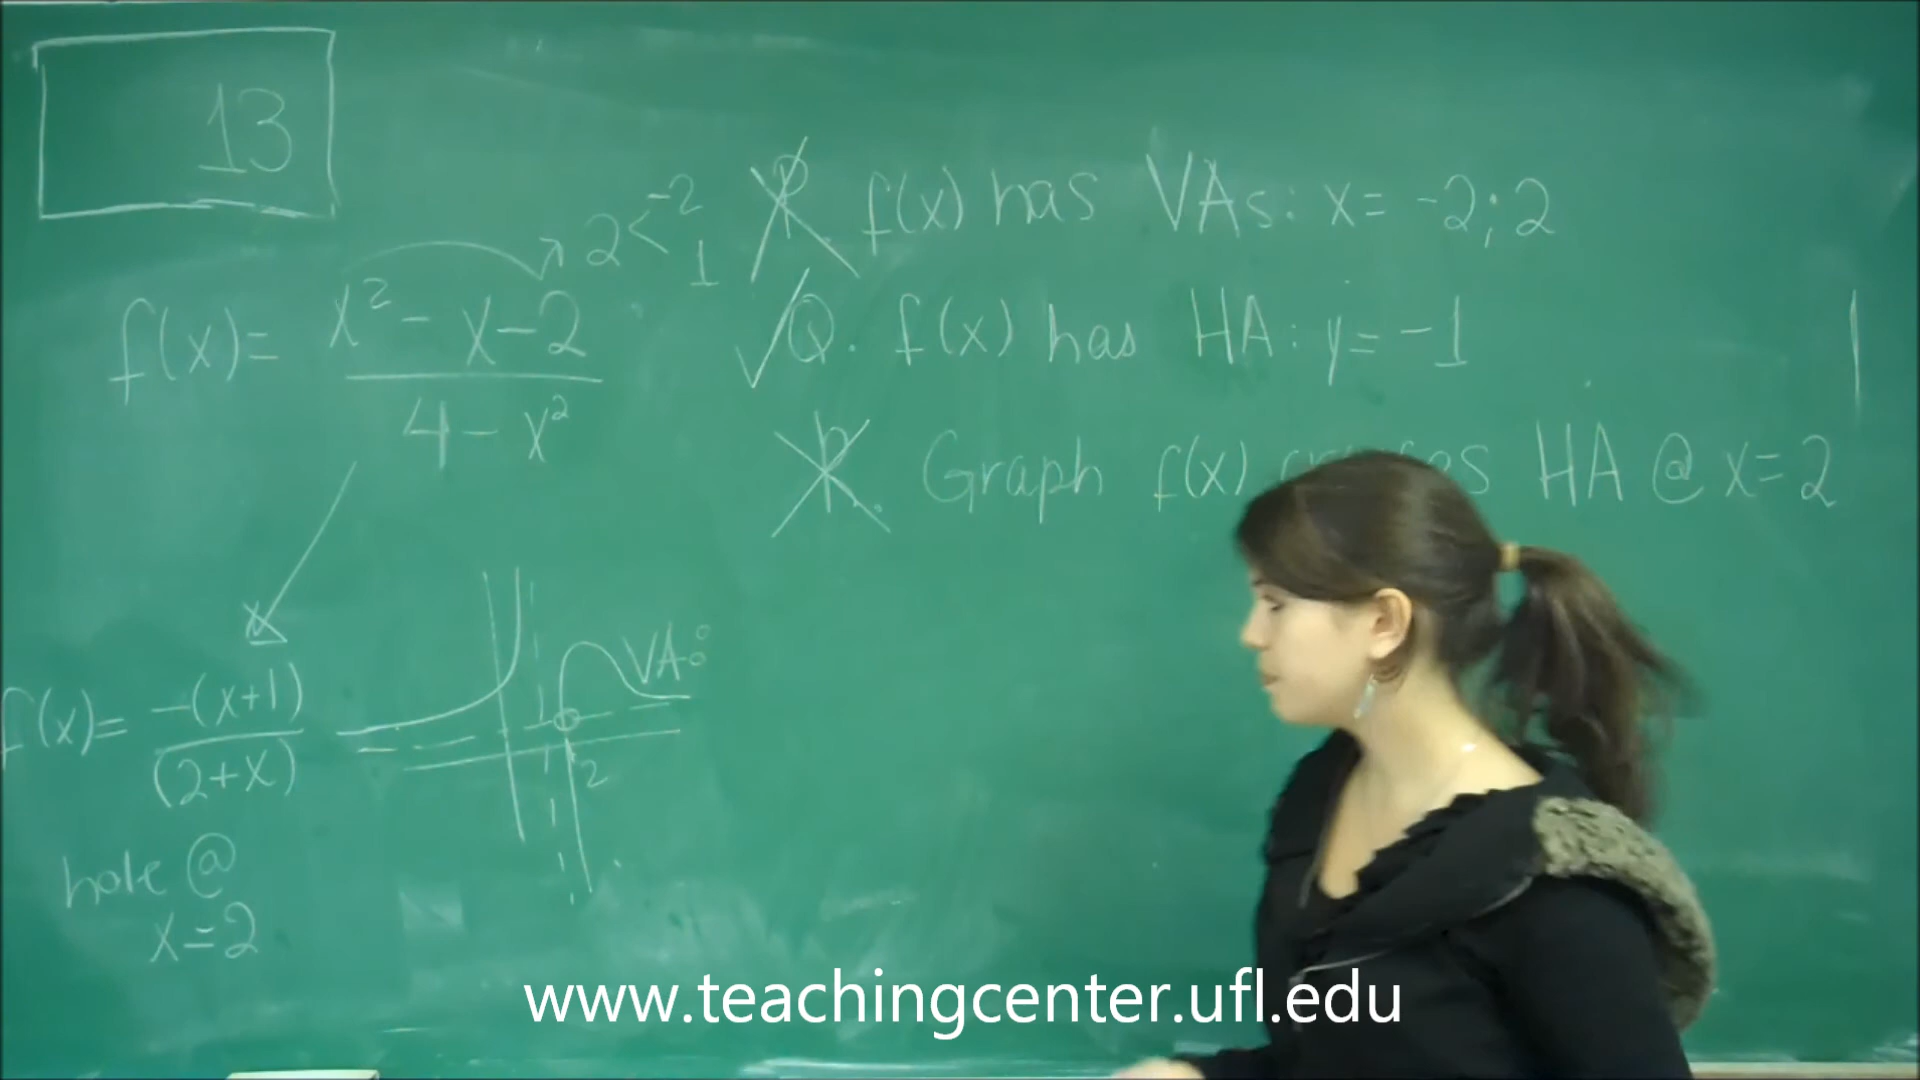 13
P. f(x) has VAs: x= -2; 2
2< -2
1
f(x)= x²-x-2
4-x²
Q. f(x) has HA: y= -1
R. Graph f(x) HA @ x=2
VA:
f(x)= -(x+1)
(2+x)
2
hole @
x=2
www.teachingcenter.ufl.edu